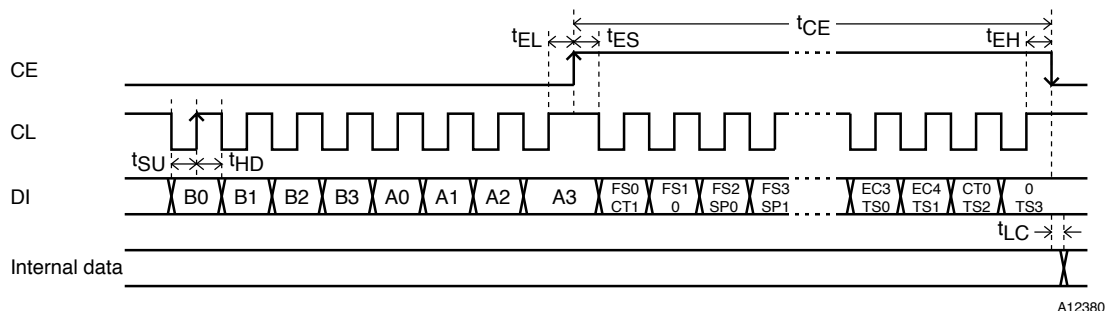 tCE
tEL tES tEH
CE
CL
tSU tHD
DI B0 B1 B2 B3 A0 A1 A2 A3 FS0 FS1 FS2 FS3 EC3 EC4 CT0 0
CT1 0 SP0 SP1 TS0 TS1 TS2 TS3
tLC
Internal data
A12380